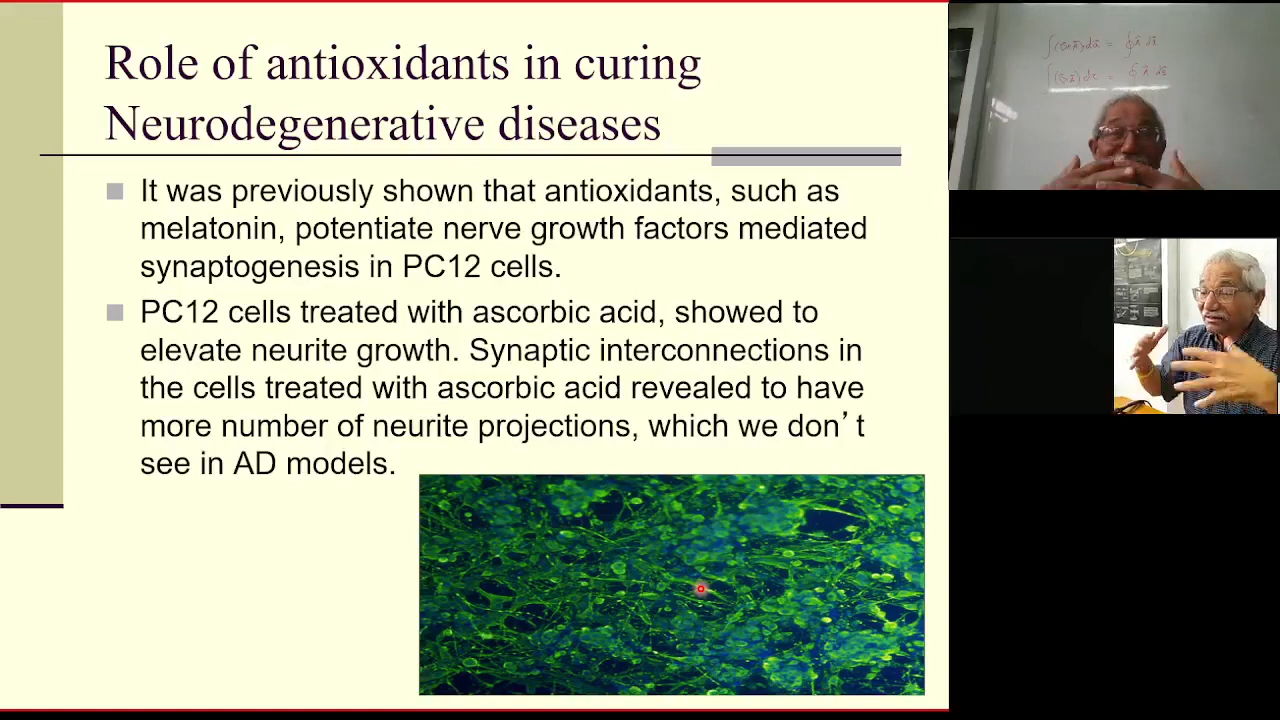 Role of antioxidants in curing
Neurodegenerative diseases
It was previously shown that antioxidants, such as
melatonin, potentiate nerve growth factors mediated
synaptogenesis in PC12 cells.
PC12 cells treated with ascorbic acid, showed to
elevate neurite growth. Synaptic interconnections in
the cells treated with ascorbic acid revealed to have
more number of neurite projections, which we don’t
see in AD models.